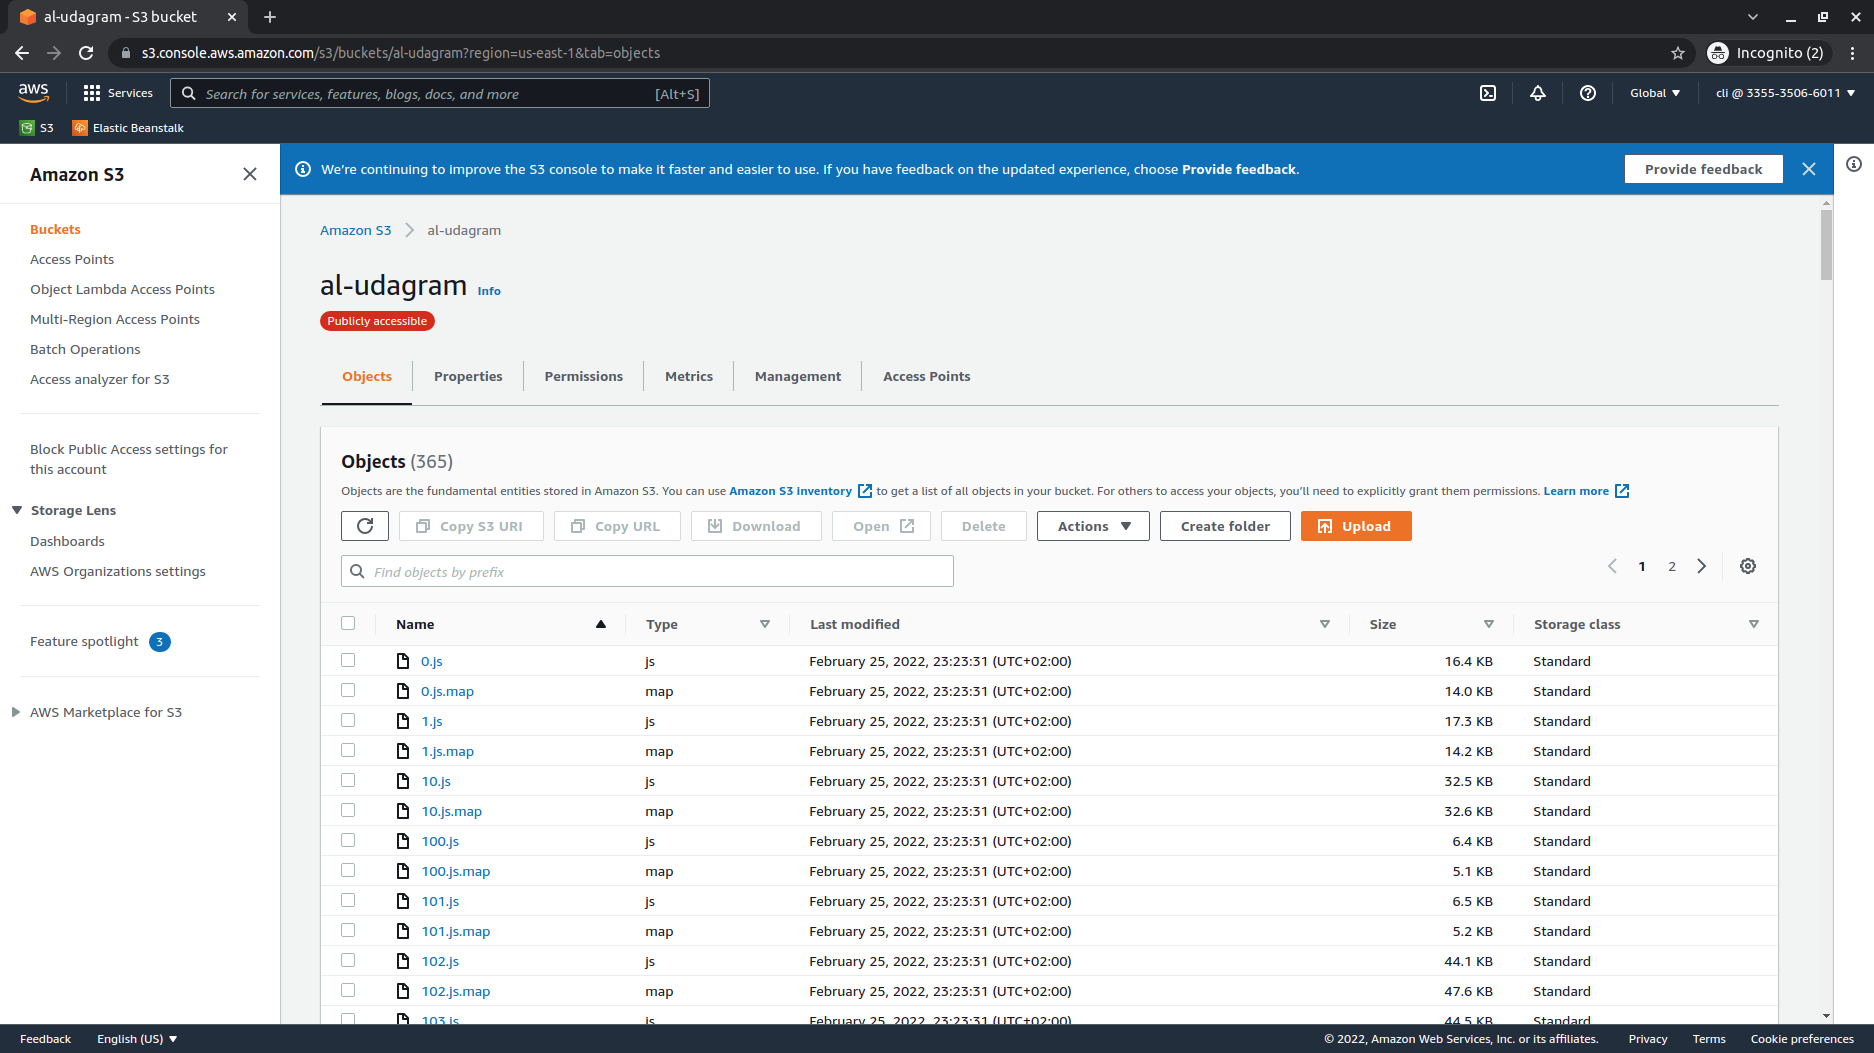 al-udagram - S3 bucket
s3.console.aws.amazon.com/s3/buckets/al-udagram?region=us-east-1&tab=objects
Incognito (2)
aws
Services
Search for services, features, blogs, docs, and more
[Alt+S]
Global
cli @ 3355-3506-6011
S3
Elastic Beanstalk
Amazon S3
We're continuing to improve the S3 console to make it faster and easier to use. If you have feedback on the updated experience, choose Provide feedback.
Provide feedback
Buckets
Access Points
Object Lambda Access Points
Multi-Region Access Points
Batch Operations
Access analyzer for S3
Block Public Access settings for
this account
Storage Lens
Dashboards
AWS Organizations settings
Feature spotlight 3
AWS Marketplace for S3
Amazon S3 al-udagram
al-udagram Info
Publicly accessible
Objects Properties Permissions Metrics Management Access Points
Objects (365)
Objects are the fundamental entities stored in Amazon S3. You can use Amazon S3 inventory to get a list of all objects in your bucket. For others to access your objects, you'll need to explicitly grant them permissions. Learn more
Copy S3 URI Copy URL Download Open Delete Actions Create folder Upload
Find objects by prefix
1 2
Name Type Last modified Size Storage class
0.js js February 25, 2022, 23:23:31 (UTC+02:00) 16.4 KB Standard
0.js.map map February 25, 2022, 23:23:31 (UTC+02:00) 14.0 KB Standard
1.js js February 25, 2022, 23:23:31 (UTC+02:00) 17.3 KB Standard
1.js.map map February 25, 2022, 23:23:31 (UTC+02:00) 14.2 KB Standard
10.js js February 25, 2022, 23:23:31 (UTC+02:00) 32.5 KB Standard
10.js.map map February 25, 2022, 23:23:31 (UTC+02:00) 32.6 KB Standard
100.js js February 25, 2022, 23:23:31 (UTC+02:00) 6.4 KB Standard
100.js.map map February 25, 2022, 23:23:31 (UTC+02:00) 5.1 KB Standard
101.js js February 25, 2022, 23:23:31 (UTC+02:00) 6.5 KB Standard
101.js.map map February 25, 2022, 23:23:31 (UTC+02:00) 5.2 KB Standard
102.js js February 25, 2022, 23:23:31 (UTC+02:00) 44.1 KB Standard
102.js.map map February 25, 2022, 23:23:31 (UTC+02:00) 47.6 KB Standard
103.js js February 25, 2022, 23:23:31 (UTC+02:00) 44.5 KB Standard
Feedback English (US)
© 2022, Amazon Web Services, Inc. or its affiliates. Privacy Terms Cookie preferences